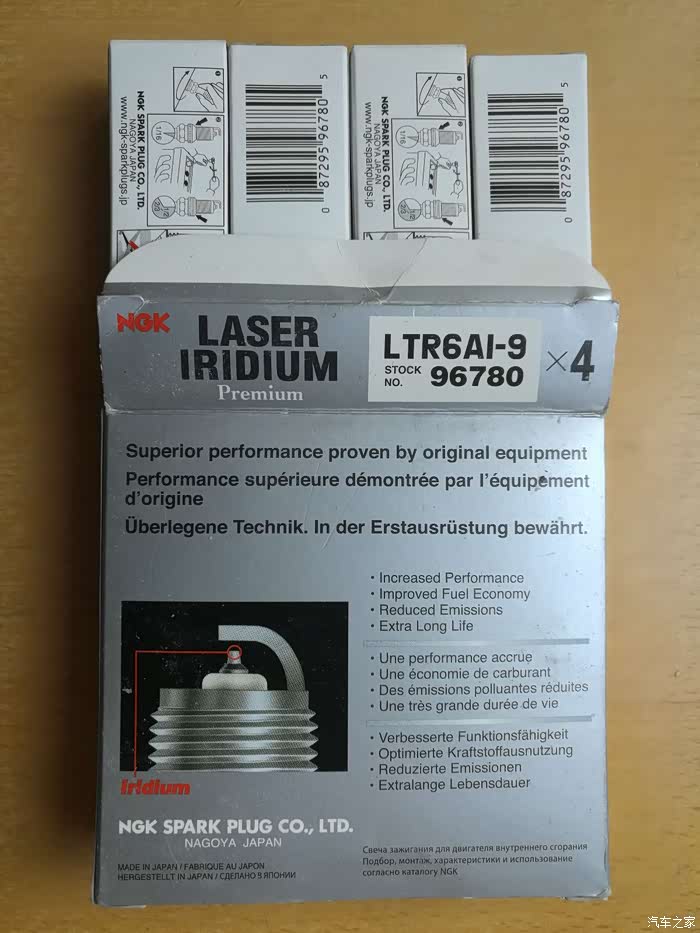 NGK SPARK PLUG CO., LTD.
NAGOYA JAPAN
www.ngk-sparkplugs.jp
1/16
0 87295 96780 5
NGK SPARK PLUG CO., LTD.
NAGOYA JAPAN
www.ngk-sparkplugs.jp
1/16
0 87295 96780 5
NGK
LASER
IRIDIUM
Premium
LTR6AI-9
STOCK
NO. 96780
×4
Superior performance proven by original equipment
Performance supérieure démontrée par l'équipement
d'origine
Überlegene Technik. In der Erstausrüstung bewährt.
• Increased Performance
• Improved Fuel Economy
• Reduced Emissions
• Extra Long Life
• Une performance accrue
• Une économie de carburant
• Des émissions polluantes réduites
• Une très grande durée de vie
• Verbesserte Funktionsfähigkeit
• Optimierte Kraftstoffausnutzung
• Reduzierte Emissionen
• Extralange Lebensdauer
iridium
NGK SPARK PLUG CO., LTD.
NAGOYA JAPAN
MADE IN JAPAN / FABRIQUE AU JAPON
HERGESTELLT IN JAPAN / СДЕЛАНО В ЯПОНИИ
Свеча зажигания для двигателя внутреннего сгорания
Подбор, монтаж, характеристики и использование
согласно каталогу NGK
汽车之家